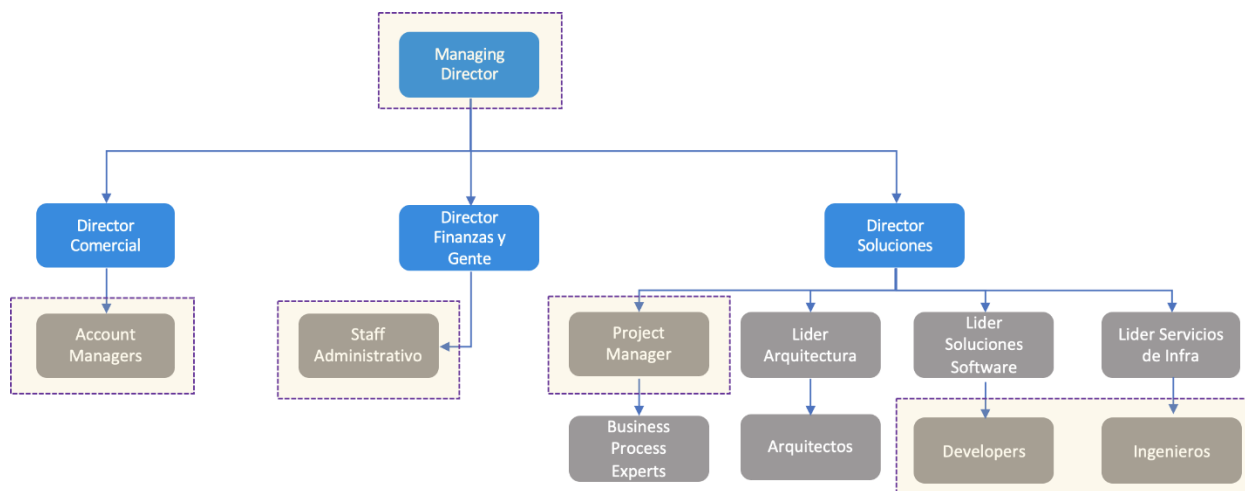 Managing
Director
Director
Comercial
Director
Finanzas y
Gente
Director
Soluciones
Account
Managers
Staff
Administrativo
Project
Manager
Lider
Arquitectura
Lider
Soluciones
Software
Lider Servicios
de Infra
Business
Process
Experts
Arquitectos
Developers
Ingenieros